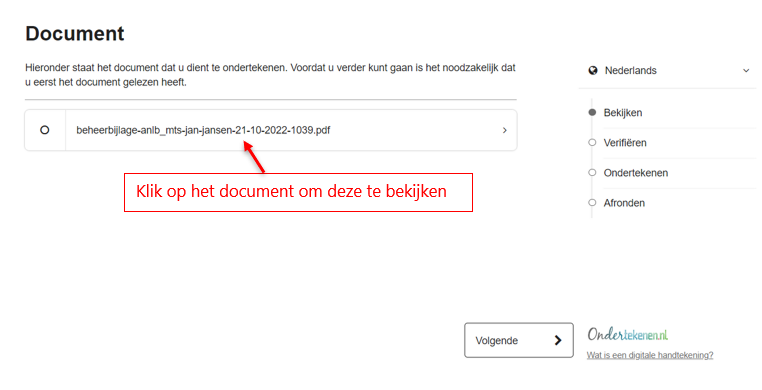 Document
Hieronder staat het document dat u dient te ondertekenen. Voordat u verder kunt gaan is het noodzakelijk dat
u eerst het document gelezen heeft.
beheerbijlage-anlb_mts-jan-jansen-21-10-2022-1039.pdf
Klik op het document om deze te bekijken
Nederlands
Bekijken
Verifiëren
Ondertekenen
Afronden
Volgende
Ondertekenen.nl
Wat is een digitale handtekening?